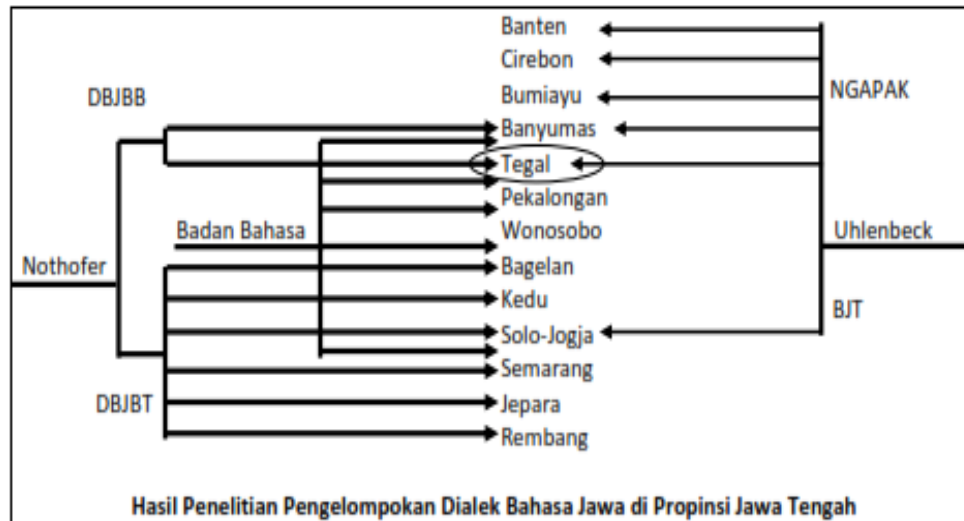 Banten
Cirebon
DBJBB
Bumiayu
NGAPAK
Banyumas
Tegal
Pekalongan
Badan Bahasa
Wonosobo
Uhlenbeck
Nothofer
Bagelan
Kedu
BJT
Solo-Jogja
Semarang
DBJBT
Jepara
Rembang
Hasil Penelitian Pengelompokan Dialek Bahasa Jawa di Propinsi Jawa Tengah